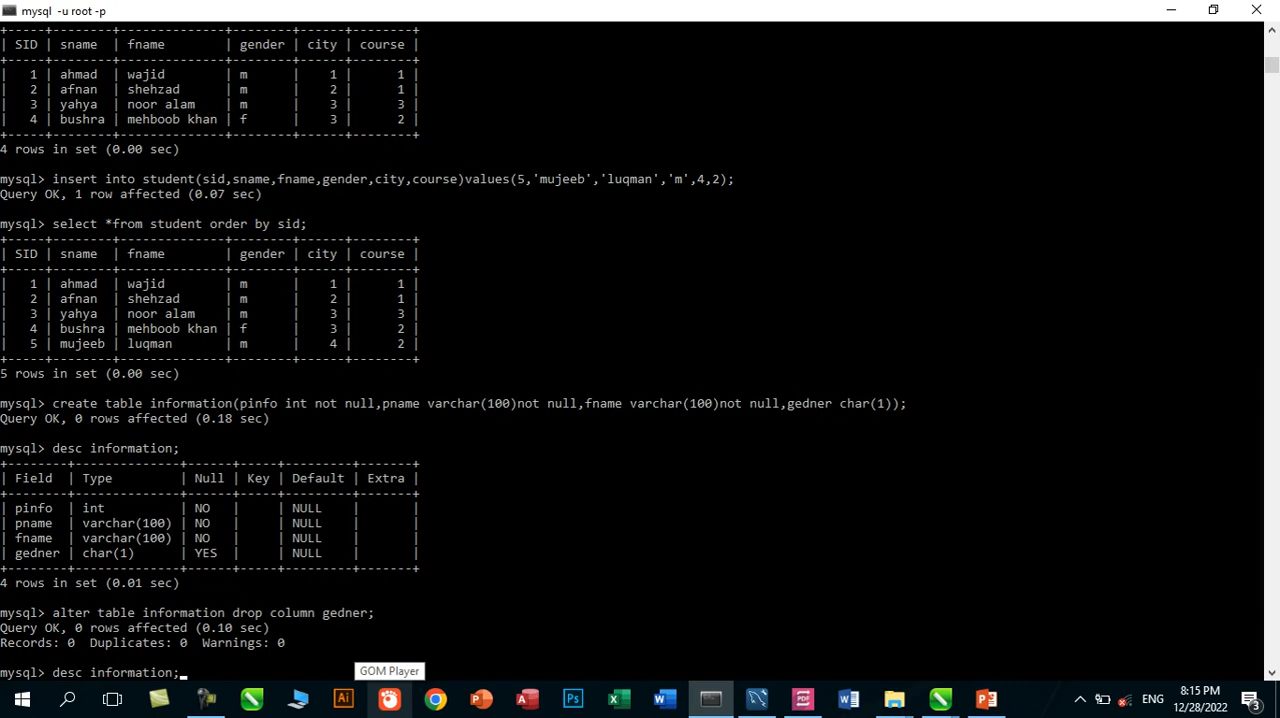 mysql  -u root -p
+-----+--------+--------------+--------+------+--------+
| SID | sname  | fname        | gender | city | course |
+-----+--------+--------------+--------+------+--------+
|   1 | ahmad  | wajid        | m      |    1 |      1 |
|   2 | afnan  | shehzad      | m      |    2 |      1 |
|   3 | yahya  | noor alam    | m      |    3 |      3 |
|   4 | bushra | mehboob khan | f      |    3 |      2 |
+-----+--------+--------------+--------+------+--------+
4 rows in set (0.00 sec)
mysql> insert into student(sid,sname,fname,gender,city,course)values(5,'mujeeb','luqman','m',4,2);
Query OK, 1 row affected (0.07 sec)
mysql> select *from student order by sid;
+-----+--------+--------------+--------+------+--------+
| SID | sname  | fname        | gender | city | course |
+-----+--------+--------------+--------+------+--------+
|   1 | ahmad  | wajid        | m      |    1 |      1 |
|   2 | afnan  | shehzad      | m      |    2 |      1 |
|   3 | yahya  | noor alam    | m      |    3 |      3 |
|   4 | bushra | mehboob khan | f      |    3 |      2 |
|   5 | mujeeb | luqman       | m      |    4 |      2 |
+-----+--------+--------------+--------+------+--------+
5 rows in set (0.00 sec)
mysql> create table information(pinfo int not null,pname varchar(100)not null,fname varchar(100)not null,gedner char(1));
Query OK, 0 rows affected (0.18 sec)
mysql> desc information;
+--------+--------------+------+-----+---------+-------+
| Field  | Type         | Null | Key | Default | Extra |
+--------+--------------+------+-----+---------+-------+
| pinfo  | int          | NO   |     | NULL    |       |
| pname  | varchar(100) | NO   |     | NULL    |       |
| fname  | varchar(100) | NO   |     | NULL    |       |
| gedner | char(1)      | YES  |     | NULL    |       |
+--------+--------------+------+-----+---------+-------+
4 rows in set (0.01 sec)
mysql> alter table information drop column gedner;
Query OK, 0 rows affected (0.10 sec)
Records: 0  Duplicates: 0  Warnings: 0
mysql> desc information;
GOM Player
Ai
Ps
PDF
ENG
8:15 PM
12/28/2022
3